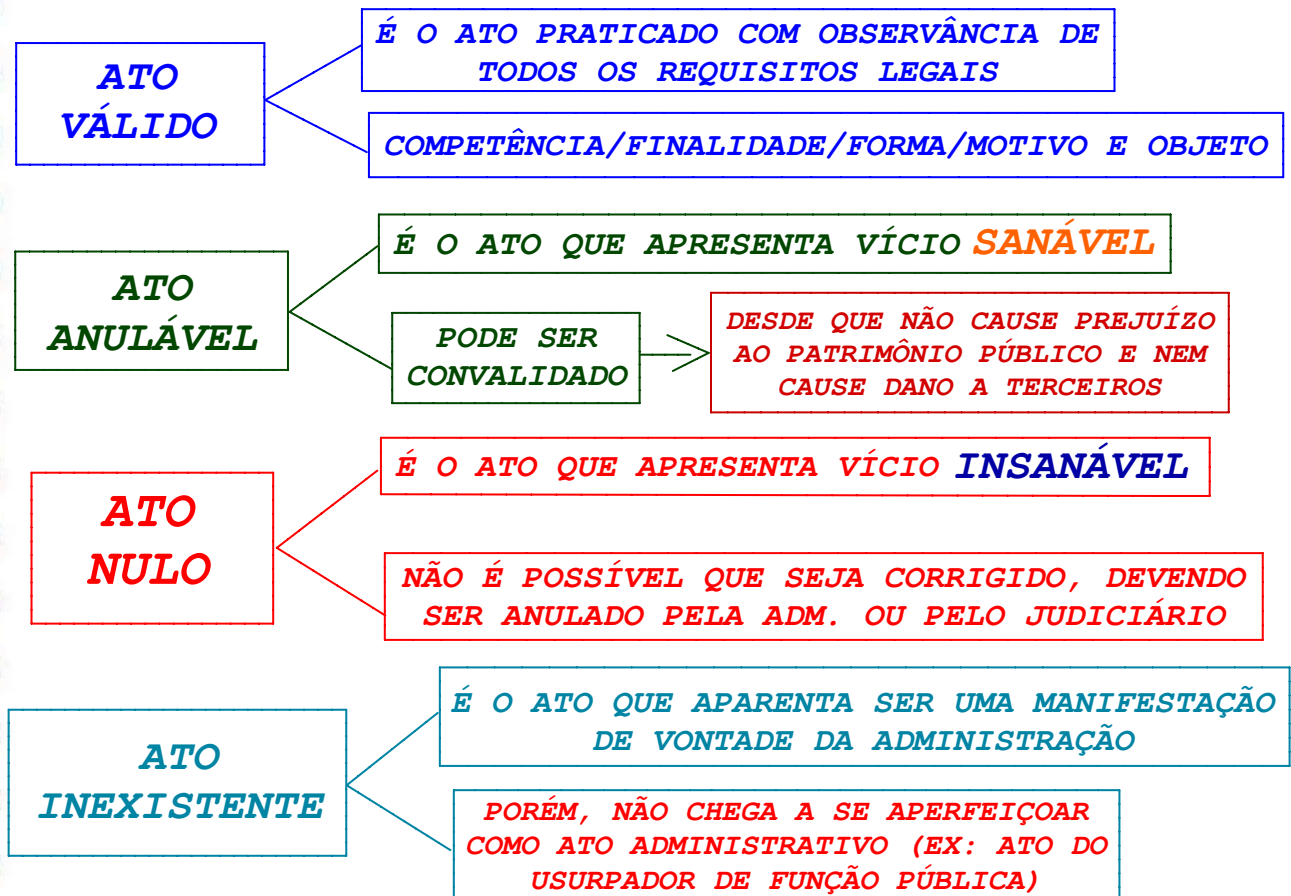 ATO
VÁLIDO
É O ATO PRATICADO COM OBSERVÂNCIA DE
TODOS OS REQUISITOS LEGAIS
COMPETÊNCIA/FINALIDADE/FORMA/MOTIVO E OBJETO
ATO
ANULÁVEL
É O ATO QUE APRESENTA VÍCIO SANÁVEL
PODE SER
CONVALIDADO
DESDE QUE NÃO CAUSE PREJUÍZO
AO PATRIMÔNIO PÚBLICO E NEM
CAUSE DANO A TERCEIROS
ATO
NULO
É O ATO QUE APRESENTA VÍCIO INSANÁVEL
NÃO É POSSÍVEL QUE SEJA CORRIGIDO, DEVENDO
SER ANULADO PELA ADM. OU PELO JUDICIÁRIO
ATO
INEXISTENTE
É O ATO QUE APARENTA SER UMA MANIFESTAÇÃO
DE VONTADE DA ADMINISTRAÇÃO
PORÉM, NÃO CHEGA A SE APERFEIÇOAR
COMO ATO ADMINISTRATIVO (EX: ATO DO
USURPADOR DE FUNÇÃO PÚBLICA)